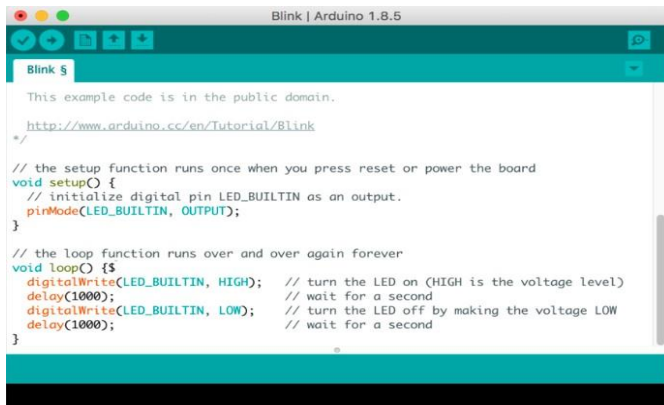 Blink | Arduino 1.8.5
Blink §
This example code is in the public domain.
http://www.arduino.cc/en/Tutorial/Blink
*/
// the setup function runs once when you press reset or power the board
void setup() {
  // initialize digital pin LED_BUILTIN as an output.
  pinMode(LED_BUILTIN, OUTPUT);
}
// the loop function runs over and over again forever
void loop() {$
  digitalWrite(LED_BUILTIN, HIGH);   // turn the LED on (HIGH is the voltage level)
  delay(1000);                       // wait for a second
  digitalWrite(LED_BUILTIN, LOW);    // turn the LED off by making the voltage LOW
  delay(1000);                       // wait for a second
}